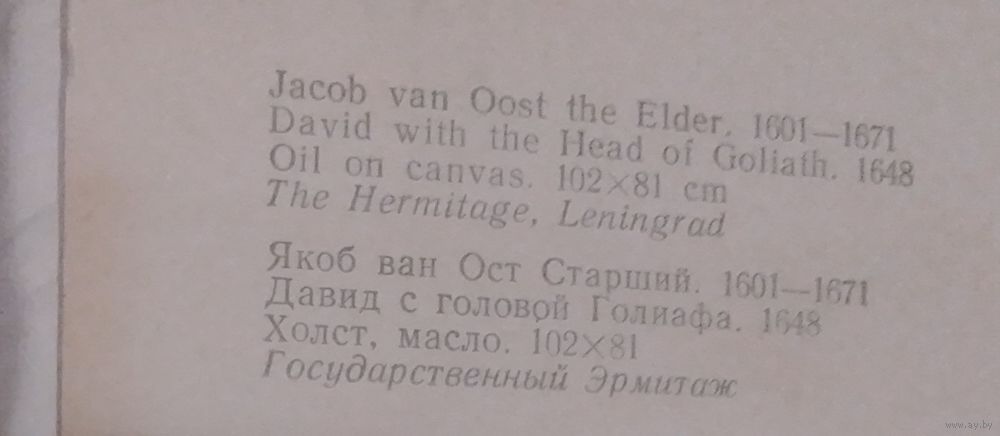 Jacob van Oost the Elder. 1601—1671
David with the Head of Goliath. 1648
Oil on canvas. 102×81 cm
The Hermitage, Leningrad
Якоб ван Ост Старший. 1601—1671
Давид с головой Голиафа. 1648
Холст, масло. 102×81
Государственный Эрмитаж
www.ay.by